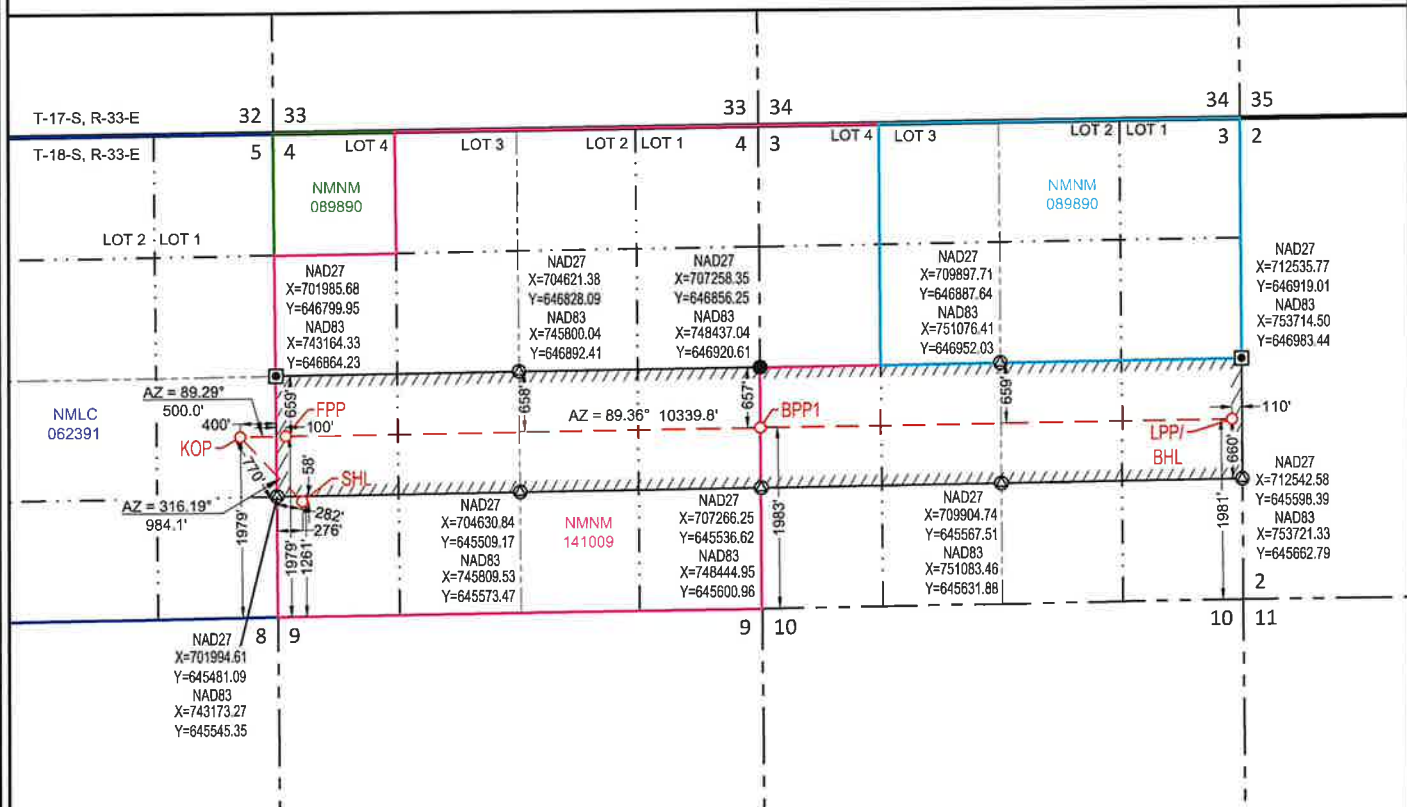 T-17-S, R-33-E
32 33
33 34
34 35
T-18-S, R-33-E
5 4
LOT 4
LOT 3
LOT 2 LOT 1
4 3
LOT 4 LOT 3
LOT 2 LOT 1
3 2
NMNM
089890
NMNM
089890
LOT 2 LOT 1
NAD27
X=701985.68
Y=646799.95
NAD83
X=743164.33
Y=646864.23
NAD27
X=704621.38
Y=646828.09
NAD83
X=745800.04
Y=646892.41
NAD27
X=707258.35
Y=646856.25
NAD83
X=748437.04
Y=646920.61
NAD27
X=709897.71
Y=646887.64
NAD83
X=751076.41
Y=646952.03
NAD27
X=712535.77
Y=646919.01
NAD83
X=753714.50
Y=646983.44
NMLC
062391
AZ = 89.29°
500.0'
400'
KOP
659'
FPP
100'
658'
AZ = 89.36° 10339.8'
657'
BPP1
659'
110'
LPP/
BHL
660'
770'
58'
SHL
AZ = 316.19°
984.1'
282'
276'
1979'
1979'
1261'
1983'
1981'
NAD27
X=704630.84
Y=645509.17
NAD83
X=745809.53
Y=645573.47
NMNM
141009
NAD27
X=707266.25
Y=645536.62
NAD83
X=748444.95
Y=645600.96
NAD27
X=709904.74
Y=645567.51
NAD83
X=751083.46
Y=645631.88
NAD27
X=712542.58
Y=645598.39
NAD83
X=753721.33
Y=645662.79
2
8 9
9 10
10 11
NAD27
X=701994.61
Y=645481.09
NAD83
X=743173.27
Y=645545.35